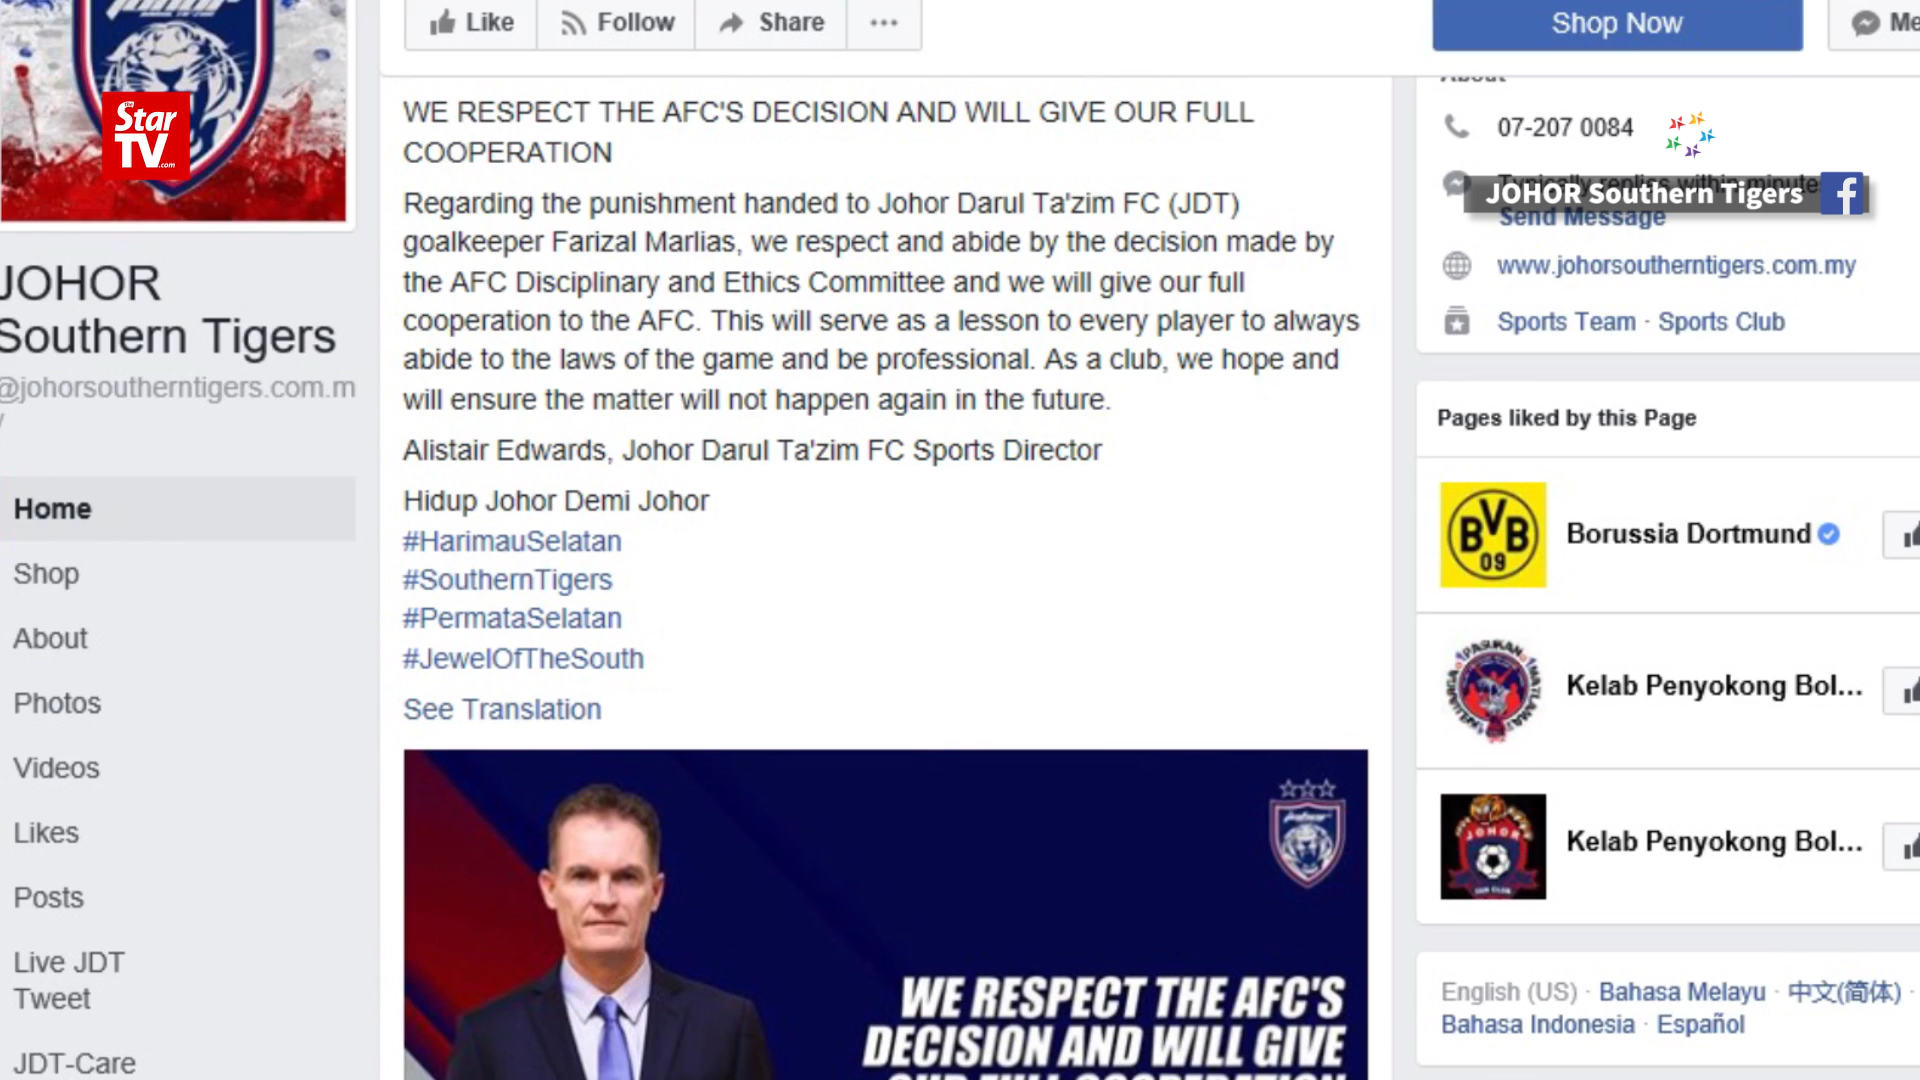 Like
Follow
Share
Shop Now
The
Star
TV
.com
WE RESPECT THE AFC'S DECISION AND WILL GIVE OUR FULL
COOPERATION
Regarding the punishment handed to Johor Darul Ta'zim FC (JDT)
goalkeeper Farizal Marlias, we respect and abide by the decision made by
the AFC Disciplinary and Ethics Committee and we will give our full
cooperation to the AFC. This will serve as a lesson to every player to always
abide to the laws of the game and be professional. As a club, we hope and
will ensure the matter will not happen again in the future.
Alistair Edwards, Johor Darul Ta'zim FC Sports Director
Hidup Johor Demi Johor
#HarimauSelatan
#SouthernTigers
#PermataSelatan
#JewelOfTheSouth
See Translation
WE RESPECT THE AFC'S
DECISION AND WILL GIVE
OUR FULL COOPERATION
JOHOR
Southern Tigers
@johorsoutherntigers.com.m
Home
Shop
About
Photos
Videos
Likes
Posts
Live JDT
Tweet
JDT-Care
About
07-207 0084
Typically replies within minutes
JOHOR Southern Tigers
Send Message
www.johorsoutherntigers.com.my
Sports Team · Sports Club
Pages liked by this Page
BVB
09
Borussia Dortmund
Kelab Penyokong Bol...
JOHOR
Kelab Penyokong Bol...
English (US) · Bahasa Melayu · 中文(简体) ·
Bahasa Indonesia · Español